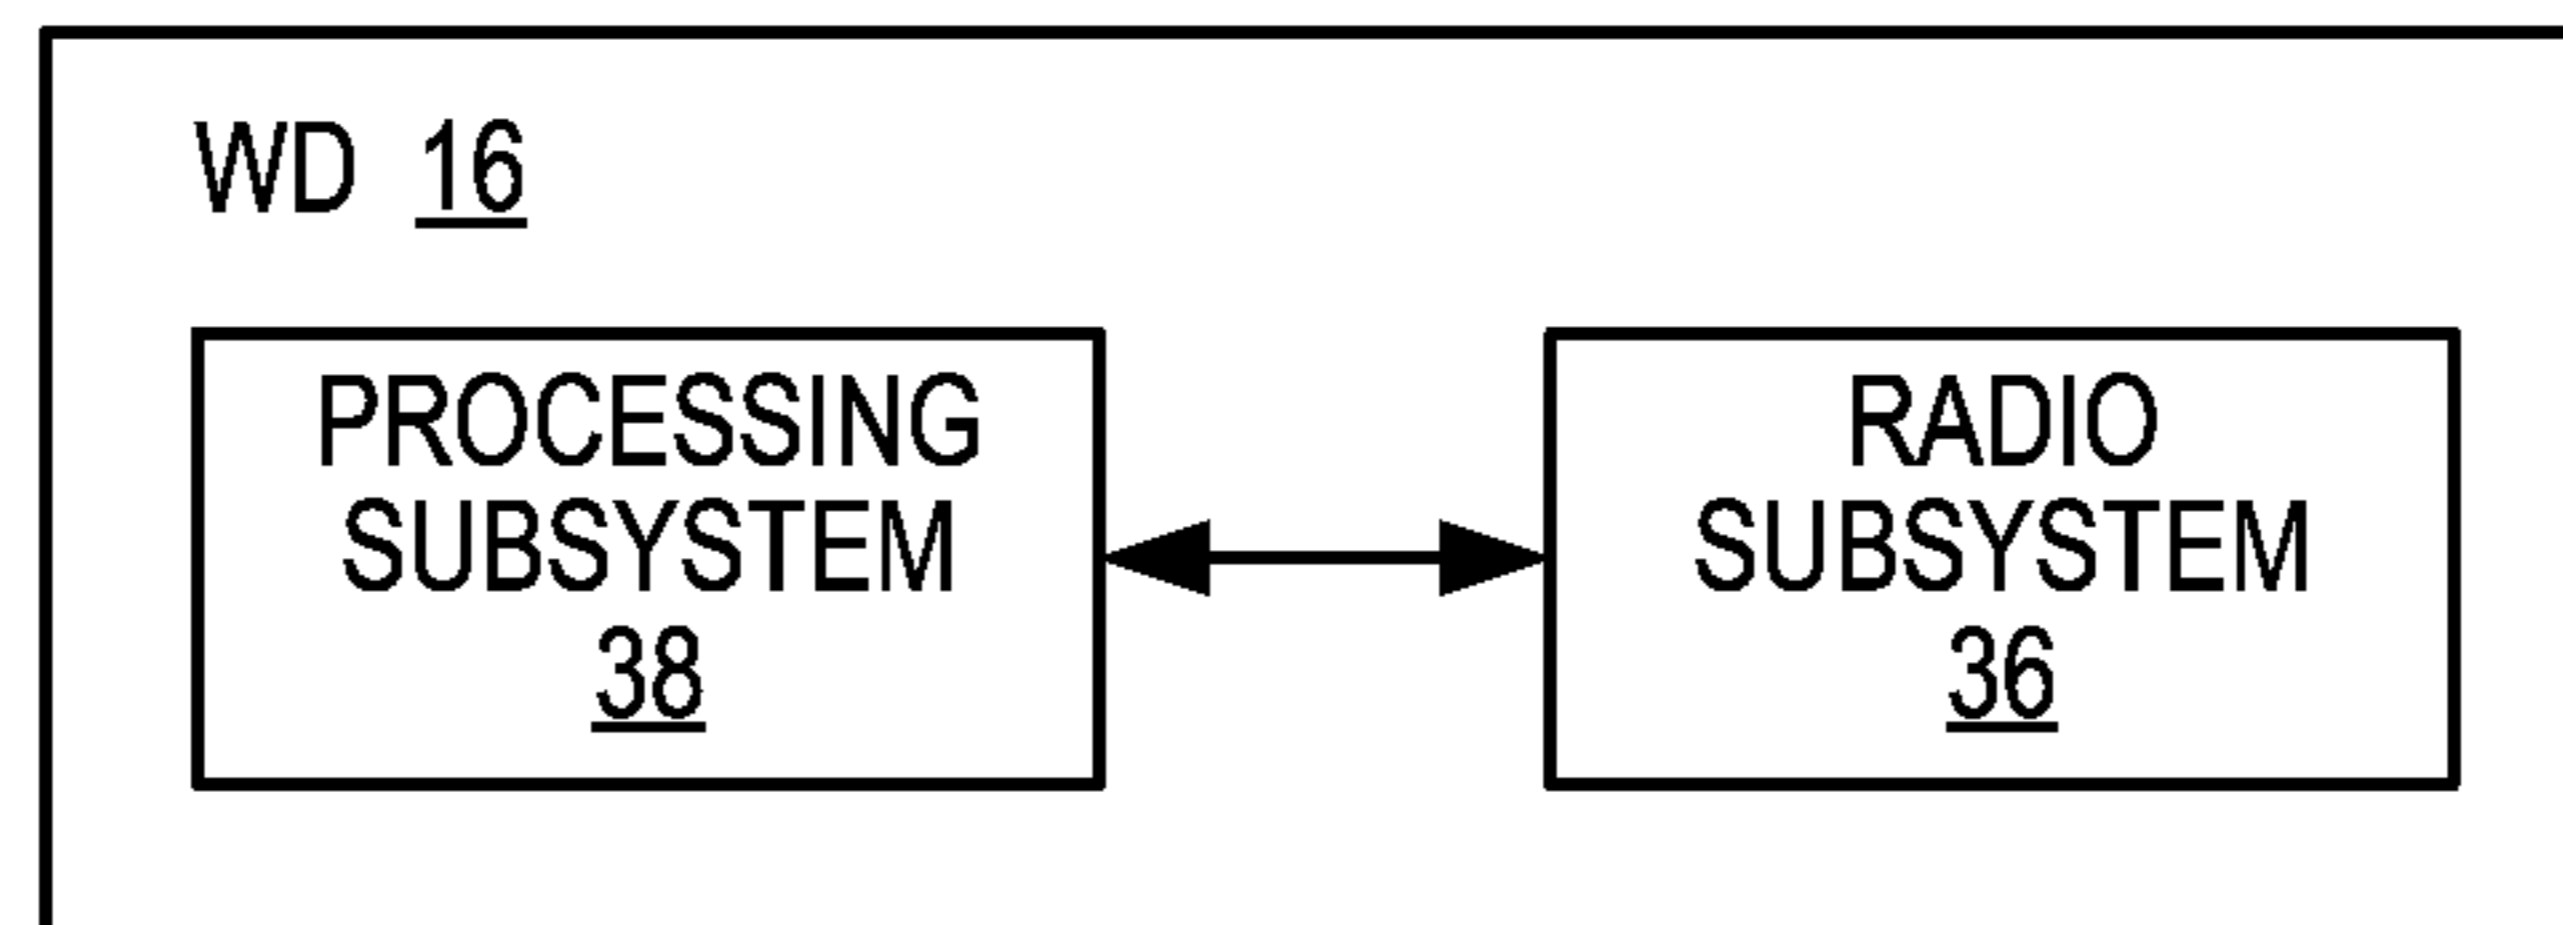 WD 16
PROCESSING
SUBSYSTEM
38
RADIO
SUBSYSTEM
36